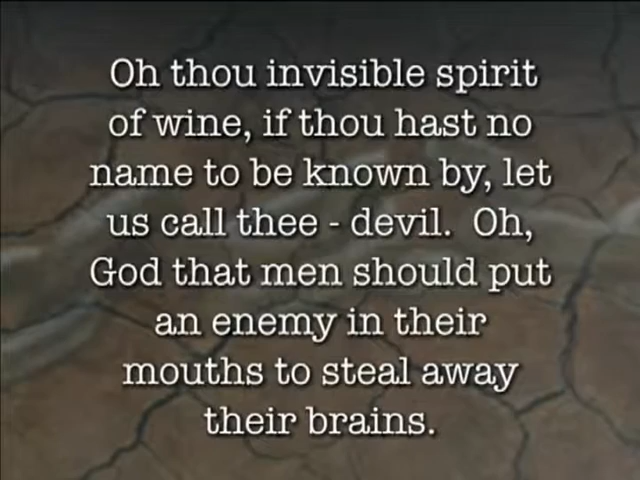 Oh thou invisible spirit
of wine, if thou hast no
name to be known by, let
us call thee - devil.  Oh,
God that men should put
an enemy in their
mouths to steal away
their brains.